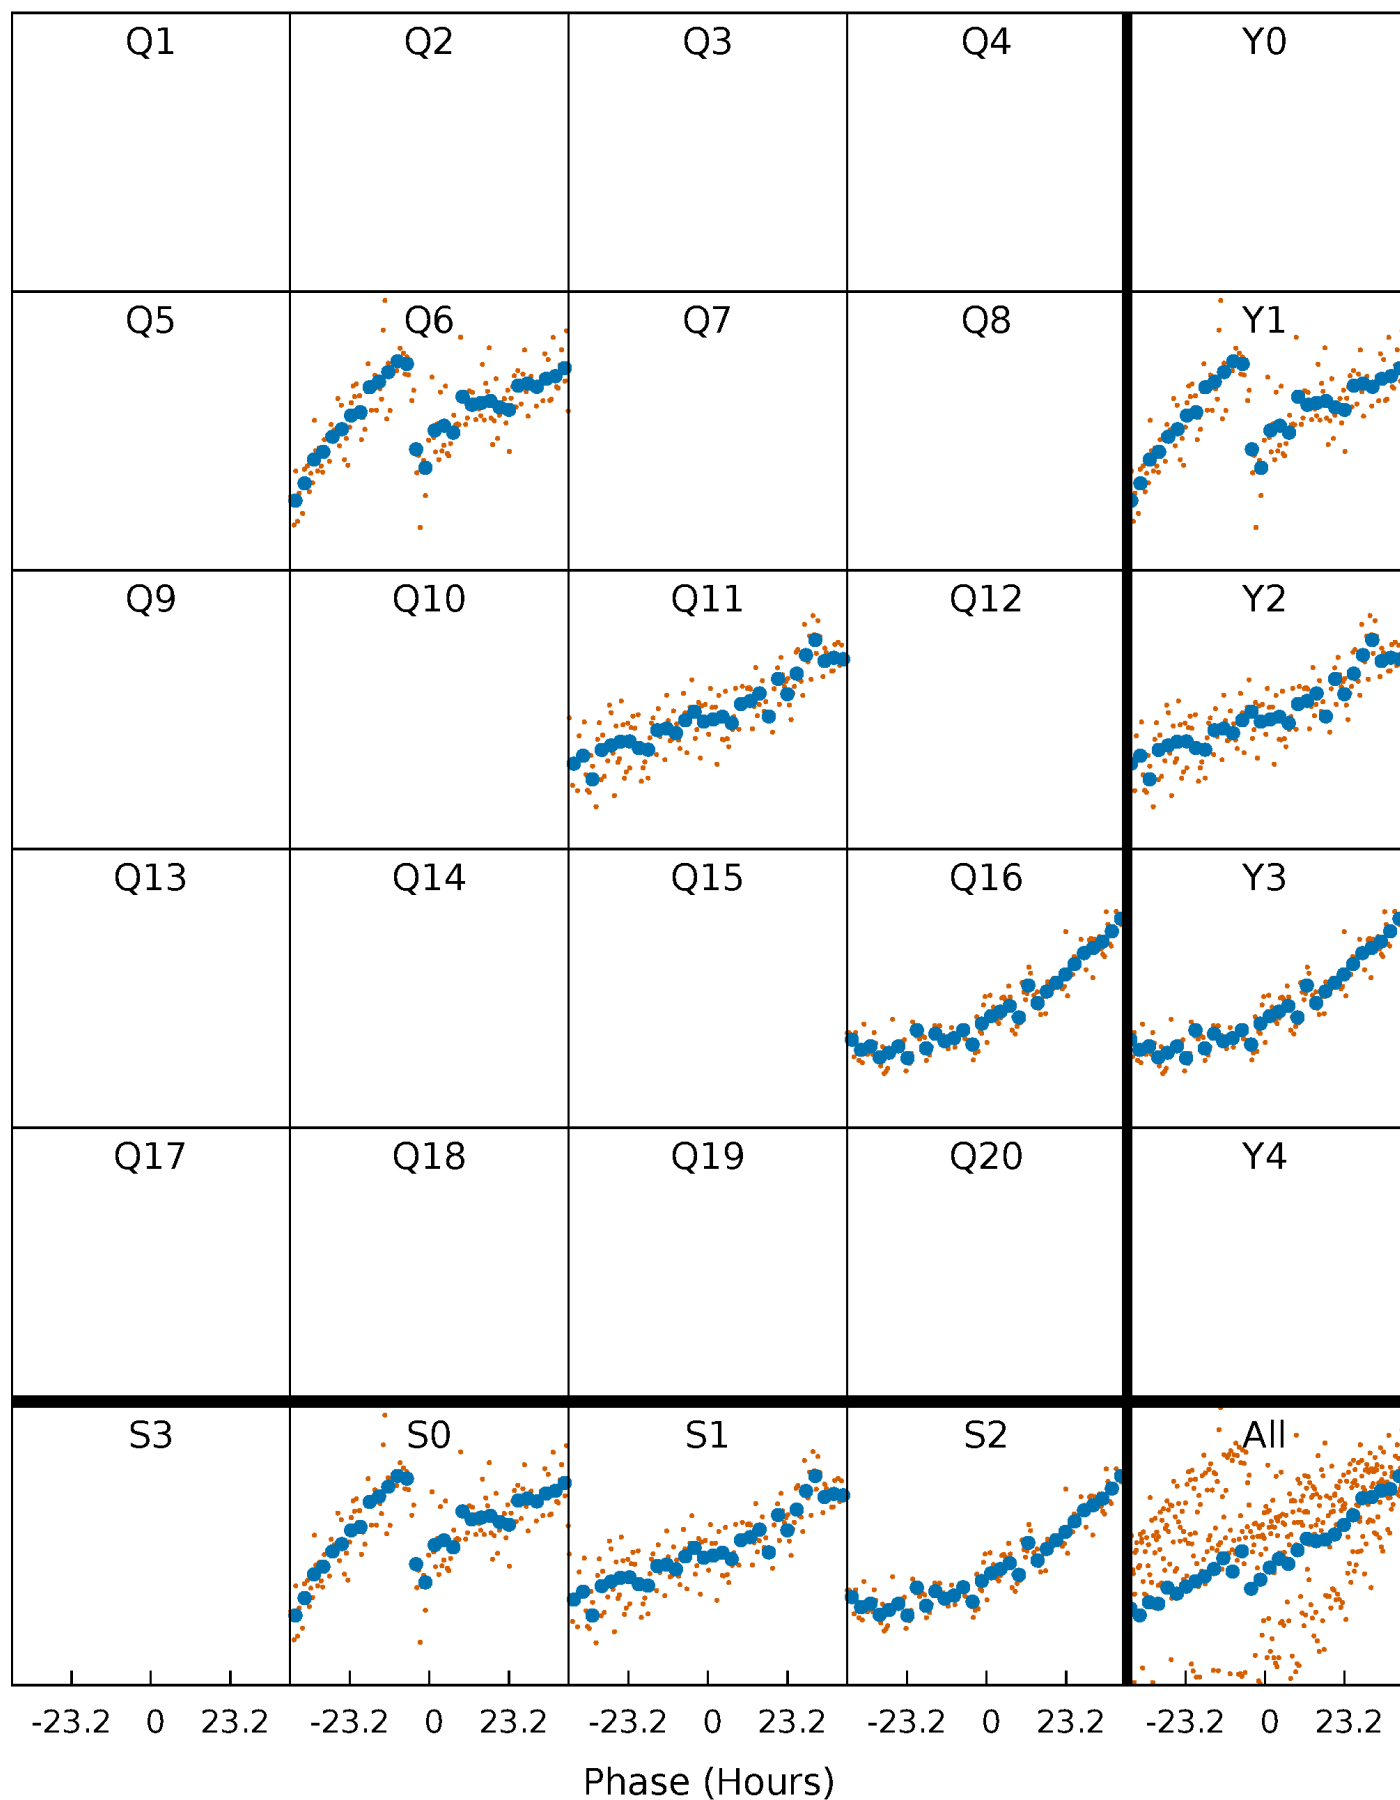 Q1 Q2 Q3 Q4 Y0
Q5 Q6 Q7 Q8 Y1
Q9 Q10 Q11 Q12 Y2
Q13 Q14 Q15 Q16 Y3
Q17 Q18 Q19 Q20 Y4
S3 S0 S1 S2 All
-23.2 0 23.2 -23.2 0 23.2 -23.2 0 23.2 -23.2 0 23.2 -23.2 0 23.2
Phase (Hours)